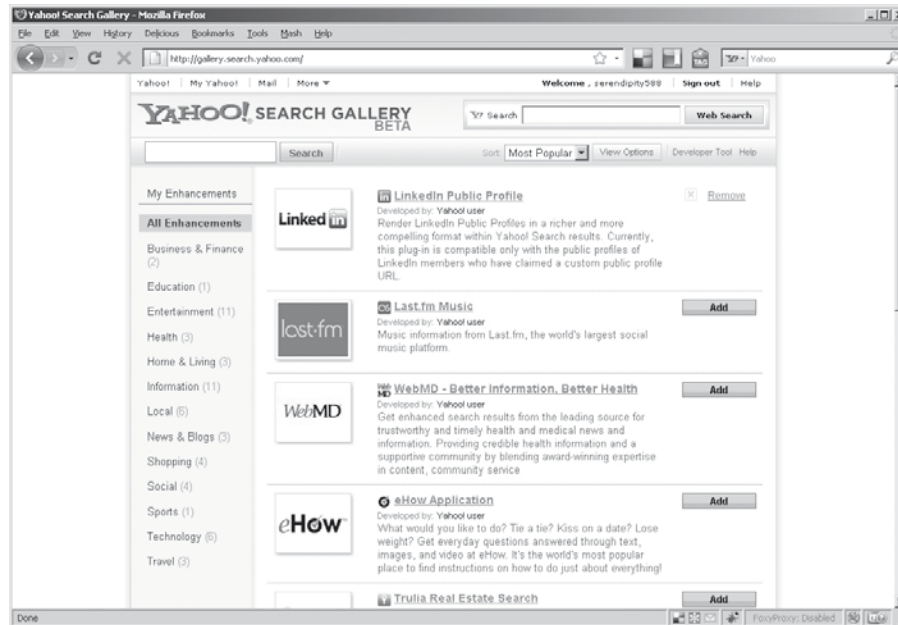 Yahoo! Search Gallery - Mozilla Firefox
File Edit View History Delicious Bookmarks Tools Mash Help
http://gallery.search.yahoo.com/
TAG
Y! Yahoo
Yahoo! My Yahoo! Mail More
Welcome, serendipity588 Sign out Help
YAHOO! SEARCH GALLERY
BETA
Y! Search
Web Search
Search
Sort: Most Popular View Options Developer Tool Help
My Enhancements
All Enhancements
Business & Finance
(2)
Education (1)
Entertainment (11)
Health (3)
Home & Living (3)
Information (11)
Local (6)
News & Blogs (3)
Shopping (4)
Social (4)
Sports (1)
Technology (6)
Travel (3)
Linked in
LinkedIn Public Profile
Developed by: Yahoo! user
Render LinkedIn Public Profiles in a richer and more
compelling format within Yahoo! Search results. Currently,
this plug-in is compatible only with the public profiles of
LinkedIn members who have claimed a custom public profile
URL.
Remove
last.fm
Last.fm Music
Developed by: Yahoo! user
Music information from Last.fm, the world's largest social
music platform.
Add
WebMD
WebMD - Better Information, Better Health
Developed by: Yahoo! user
Get enhanced search results from the leading source for
trustworthy and timely health and medical news and
information. Providing credible health information and a
supportive community by blending award-winning expertise
in content, community service
Add
eHow
eHow Application
Developed by: Yahoo! user
What would you like to do? Tie a tie? Kiss on a date? Lose
weight? Get everyday questions answered through text,
images, and video at eHow. It's the world's most popular
place to find instructions on how to do just about everything!
Add
Trulia Real Estate Search
Add
Done
FoxyProxy: Disabled